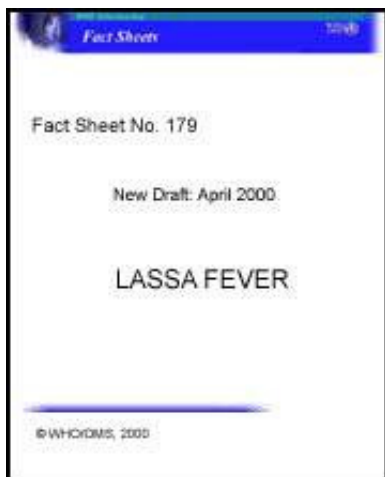 Fact Sheets
Fact Sheet No. 179
New Draft: April 2000
LASSA FEVER
© WHO/OMS, 2000